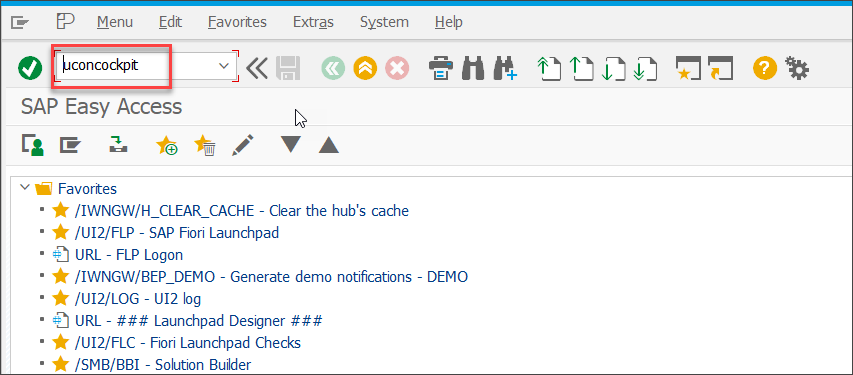 Menu Edit Favorites Extras System Help
uconcockpit
SAP Easy Access
Favorites
/IWNGW/H_CLEAR_CACHE - Clear the hub's cache
/UI2/FLP - SAP Fiori Launchpad
URL - FLP Logon
/IWNGW/BEP_DEMO - Generate demo notifications - DEMO
/UI2/LOG - UI2 log
URL - ### Launchpad Designer ###
/UI2/FLC - Fiori Launchpad Checks
/SMB/BBI - Solution Builder